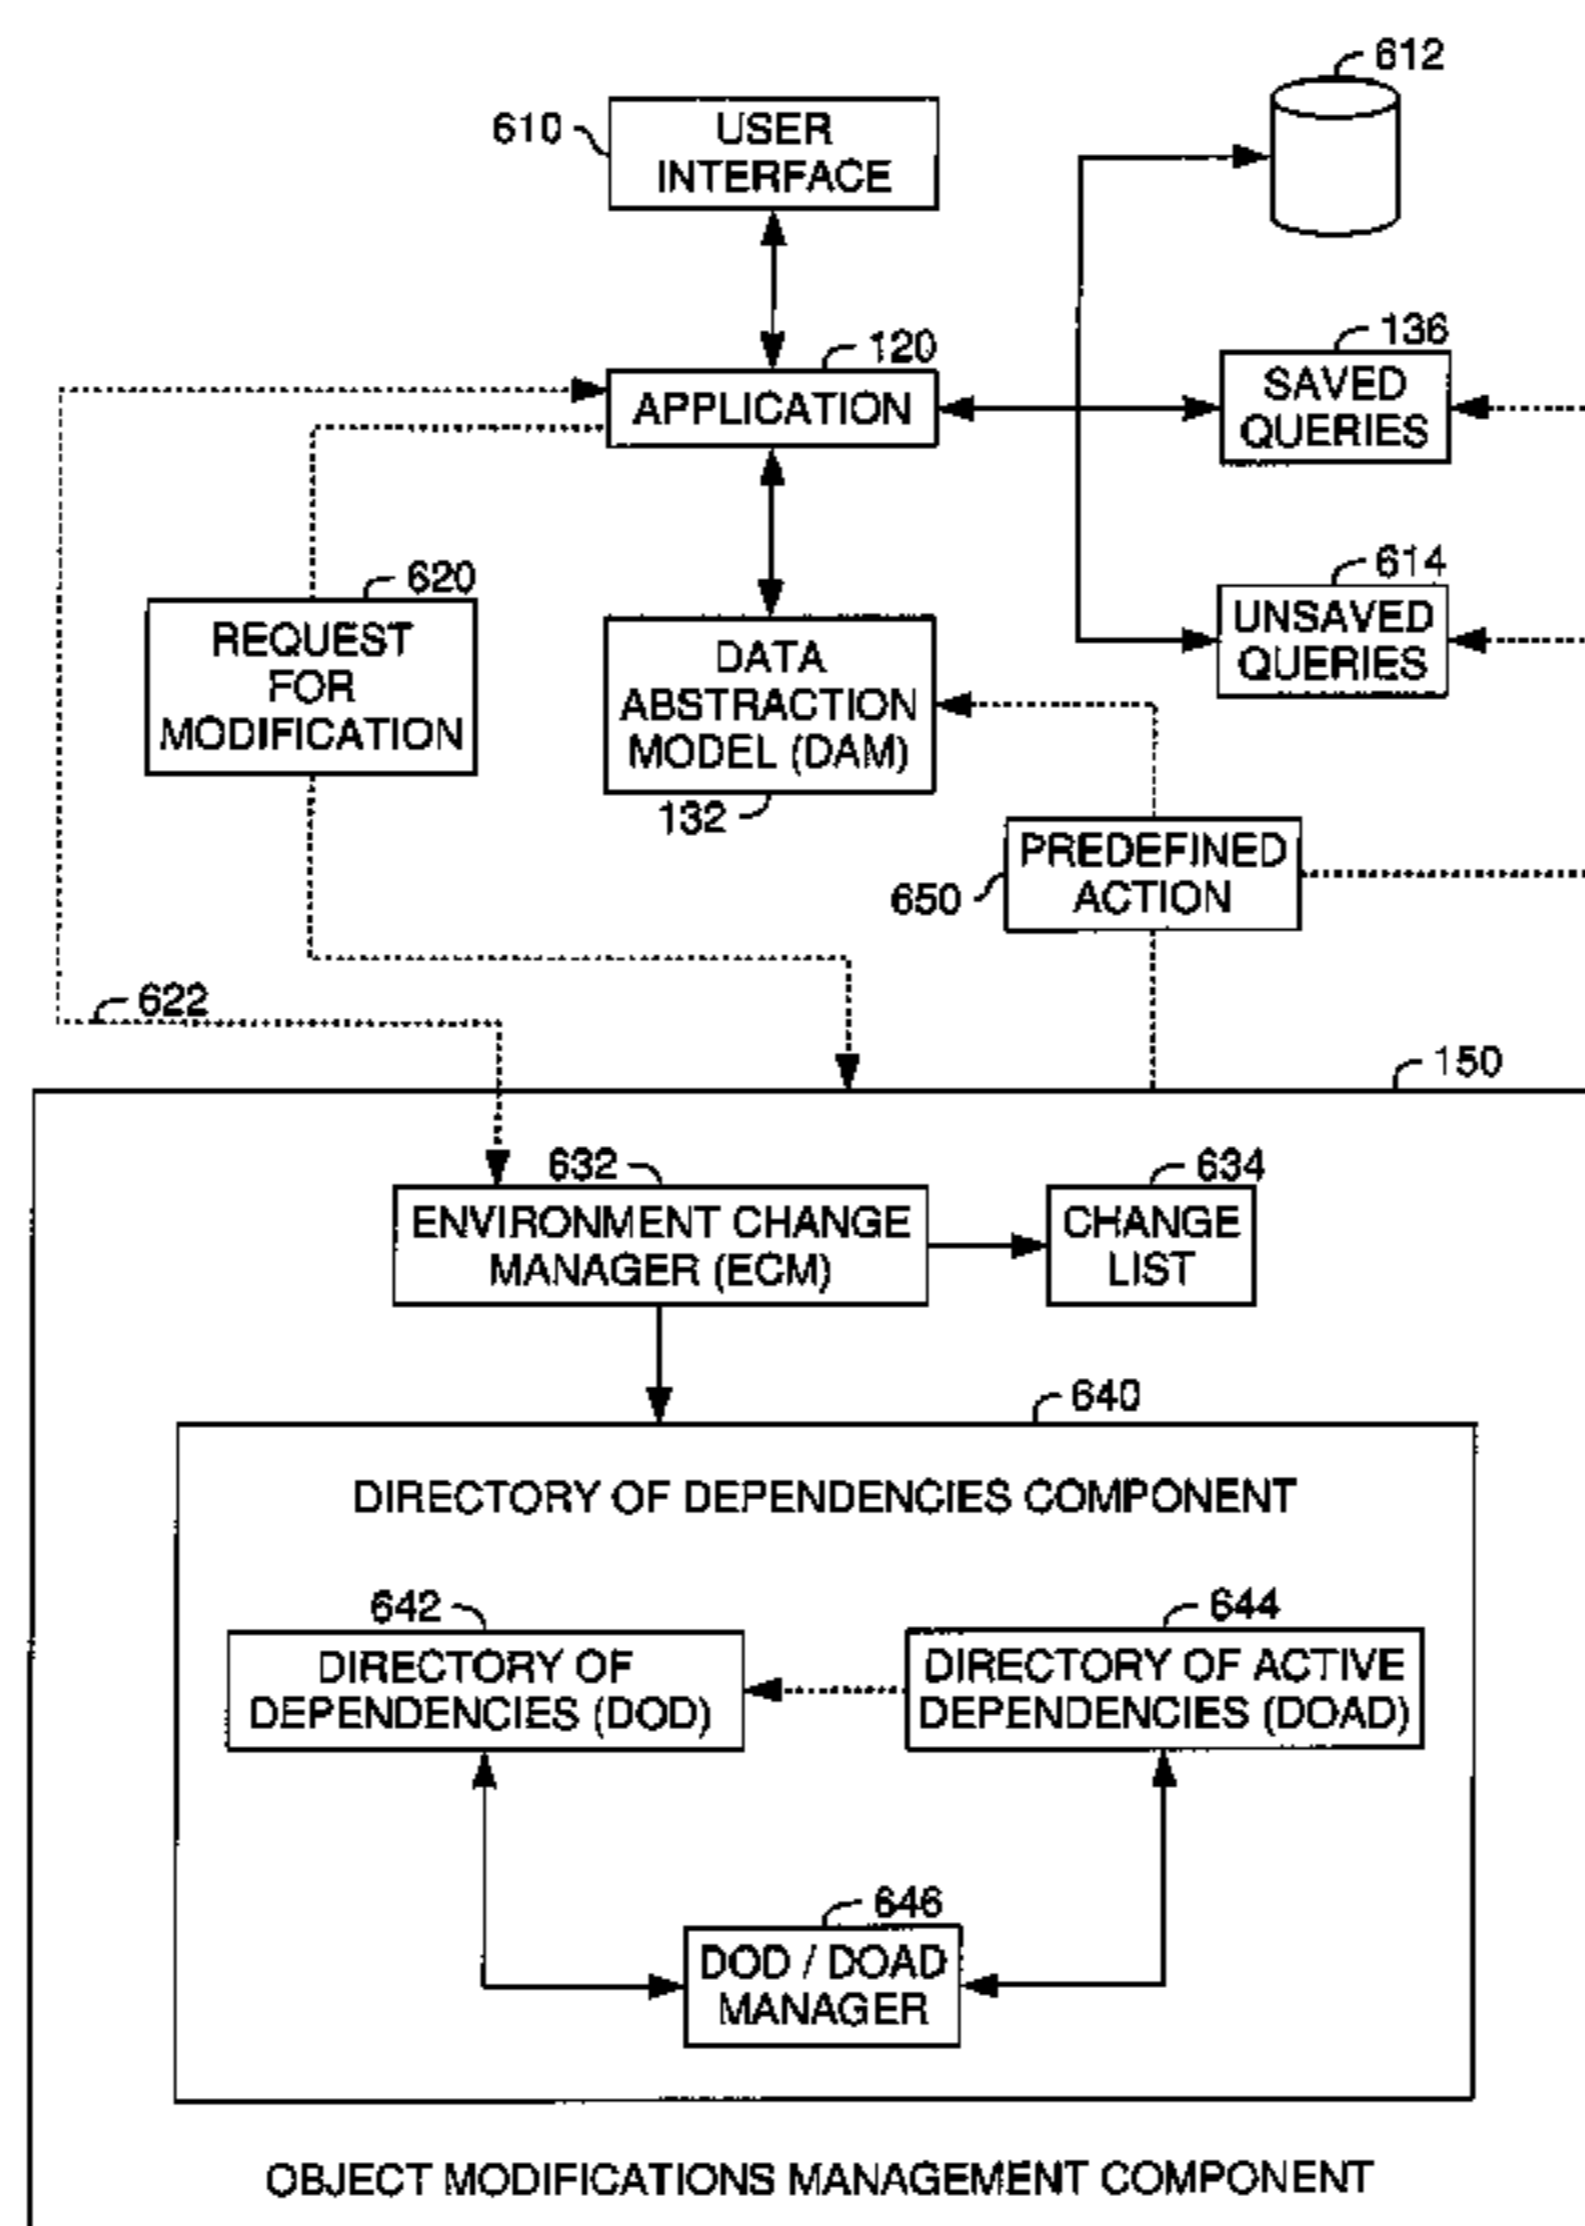 612
610
USER
INTERFACE
120
APPLICATION
136
SAVED
QUERIES
614
UNSAVED
QUERIES
620
REQUEST
FOR
MODIFICATION
DATA
ABSTRACTION
MODEL (DAM)
132
PREDEFINED
ACTION
650
622
150
632
ENVIRONMENT CHANGE
MANAGER (ECM)
634
CHANGE
LIST
640
DIRECTORY OF DEPENDENCIES COMPONENT
642
DIRECTORY OF
DEPENDENCIES (DOD)
644
DIRECTORY OF ACTIVE
DEPENDENCIES (DOAD)
646
DOD / DOAD
MANAGER
OBJECT MODIFICATIONS MANAGEMENT COMPONENT